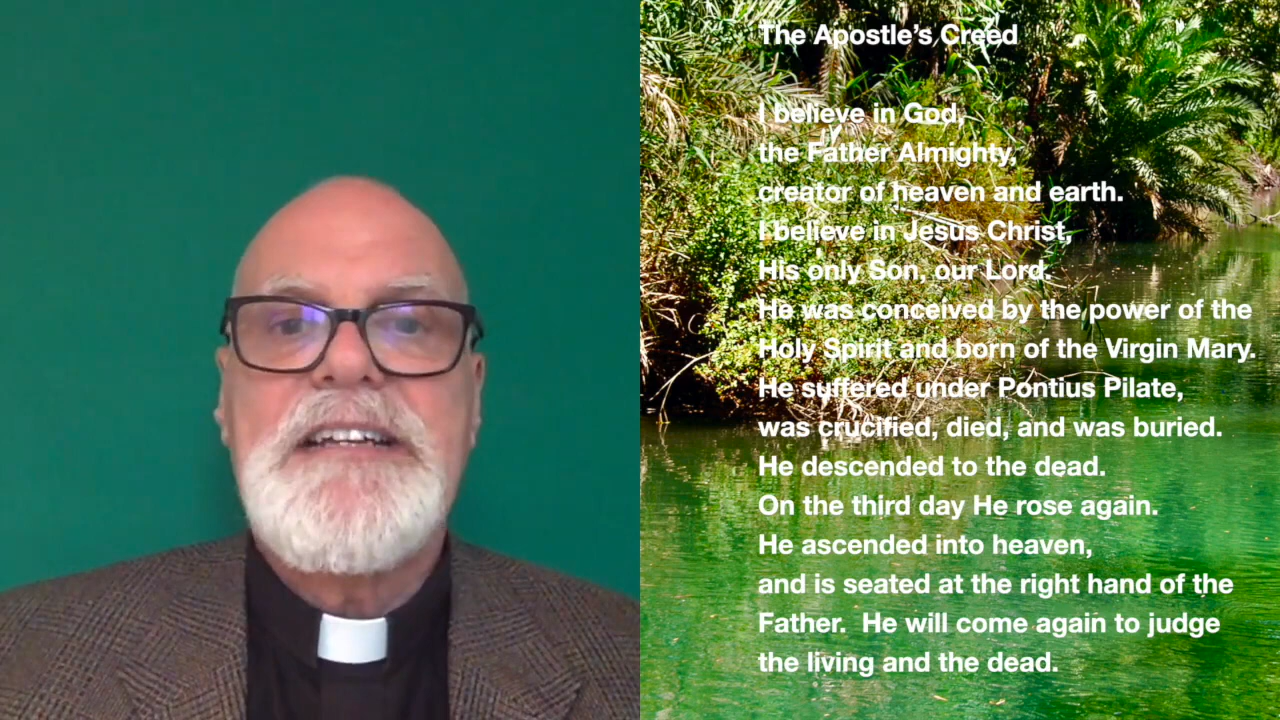 The Apostle’s Creed
I believe in God,
the Father Almighty,
creator of heaven and earth.
I believe in Jesus Christ,
His only Son, our Lord.
He was conceived by the power of the
Holy Spirit and born of the Virgin Mary.
He suffered under Pontius Pilate,
was crucified, died, and was buried.
He descended to the dead.
On the third day He rose again.
He ascended into heaven,
and is seated at the right hand of the
Father.  He will come again to judge
the living and the dead.